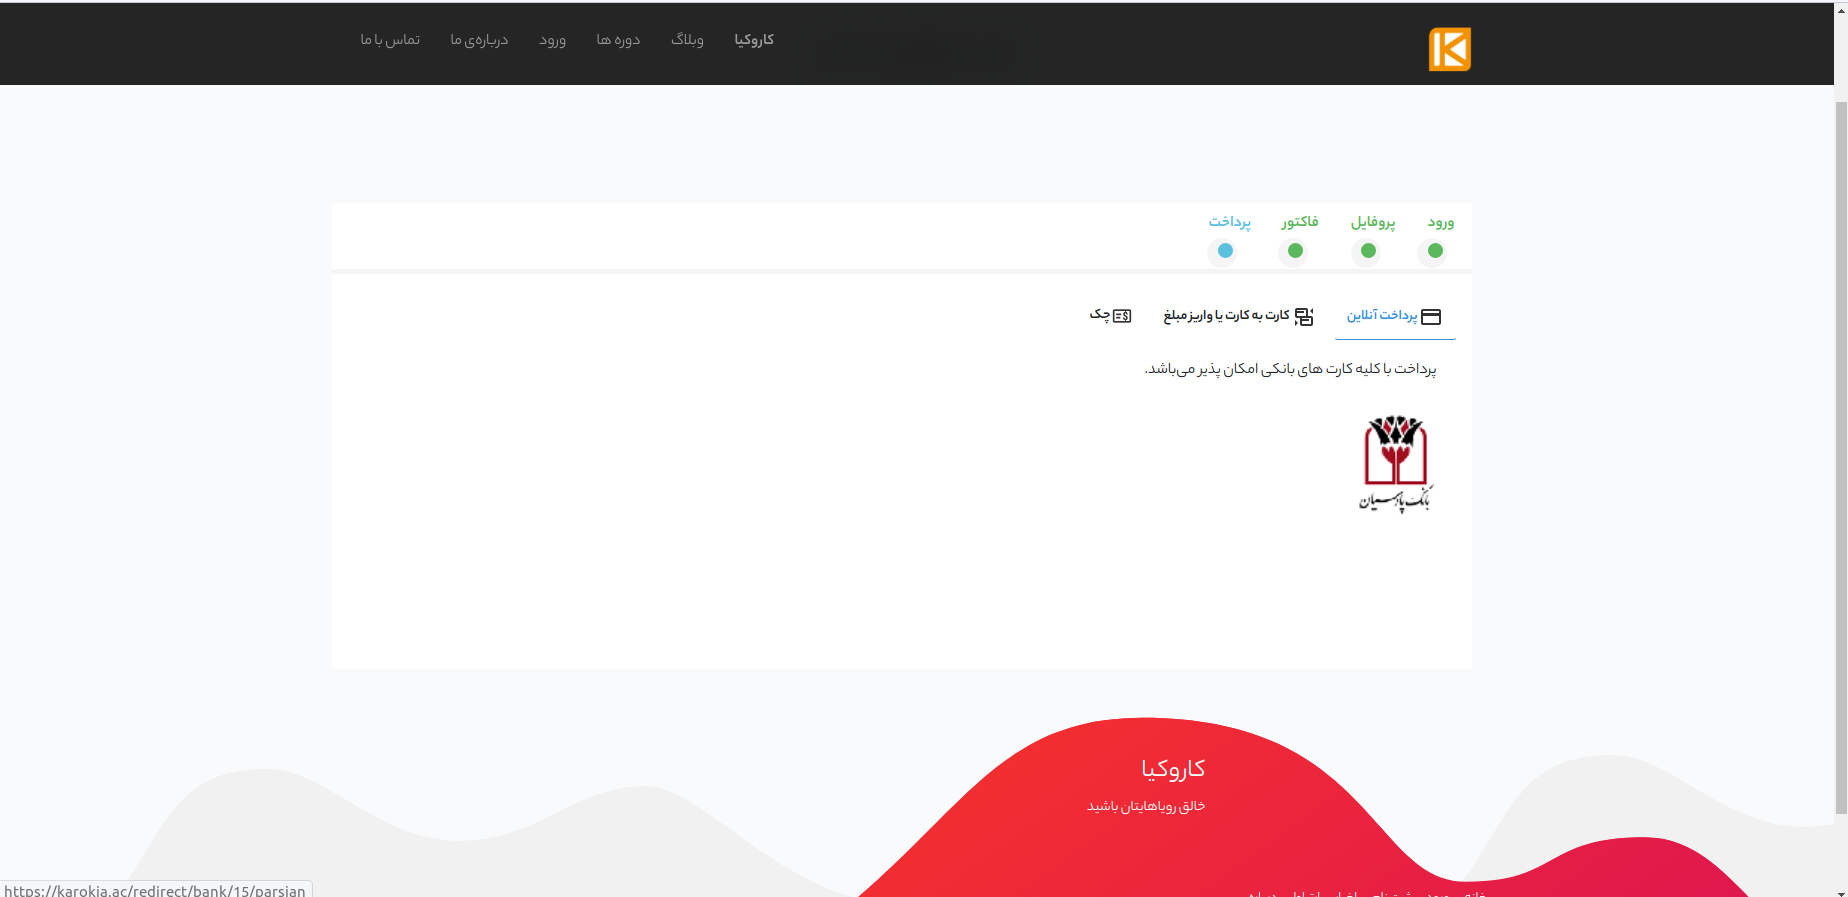 کاروکیا وبلاگ دوره ها ورود درباره‌ی ما تماس با ما
ورود پروفایل فاکتور پرداخت
پرداخت آنلاین کارت به کارت یا واریز مبلغ چک
پرداخت با کلیه کارت های بانکی امکان پذیر می‌باشد.
بانک پارسیان
کاروکیا
خالق رویاهایتان باشید
https://karokia.ac/redirect/bank/15/parsian